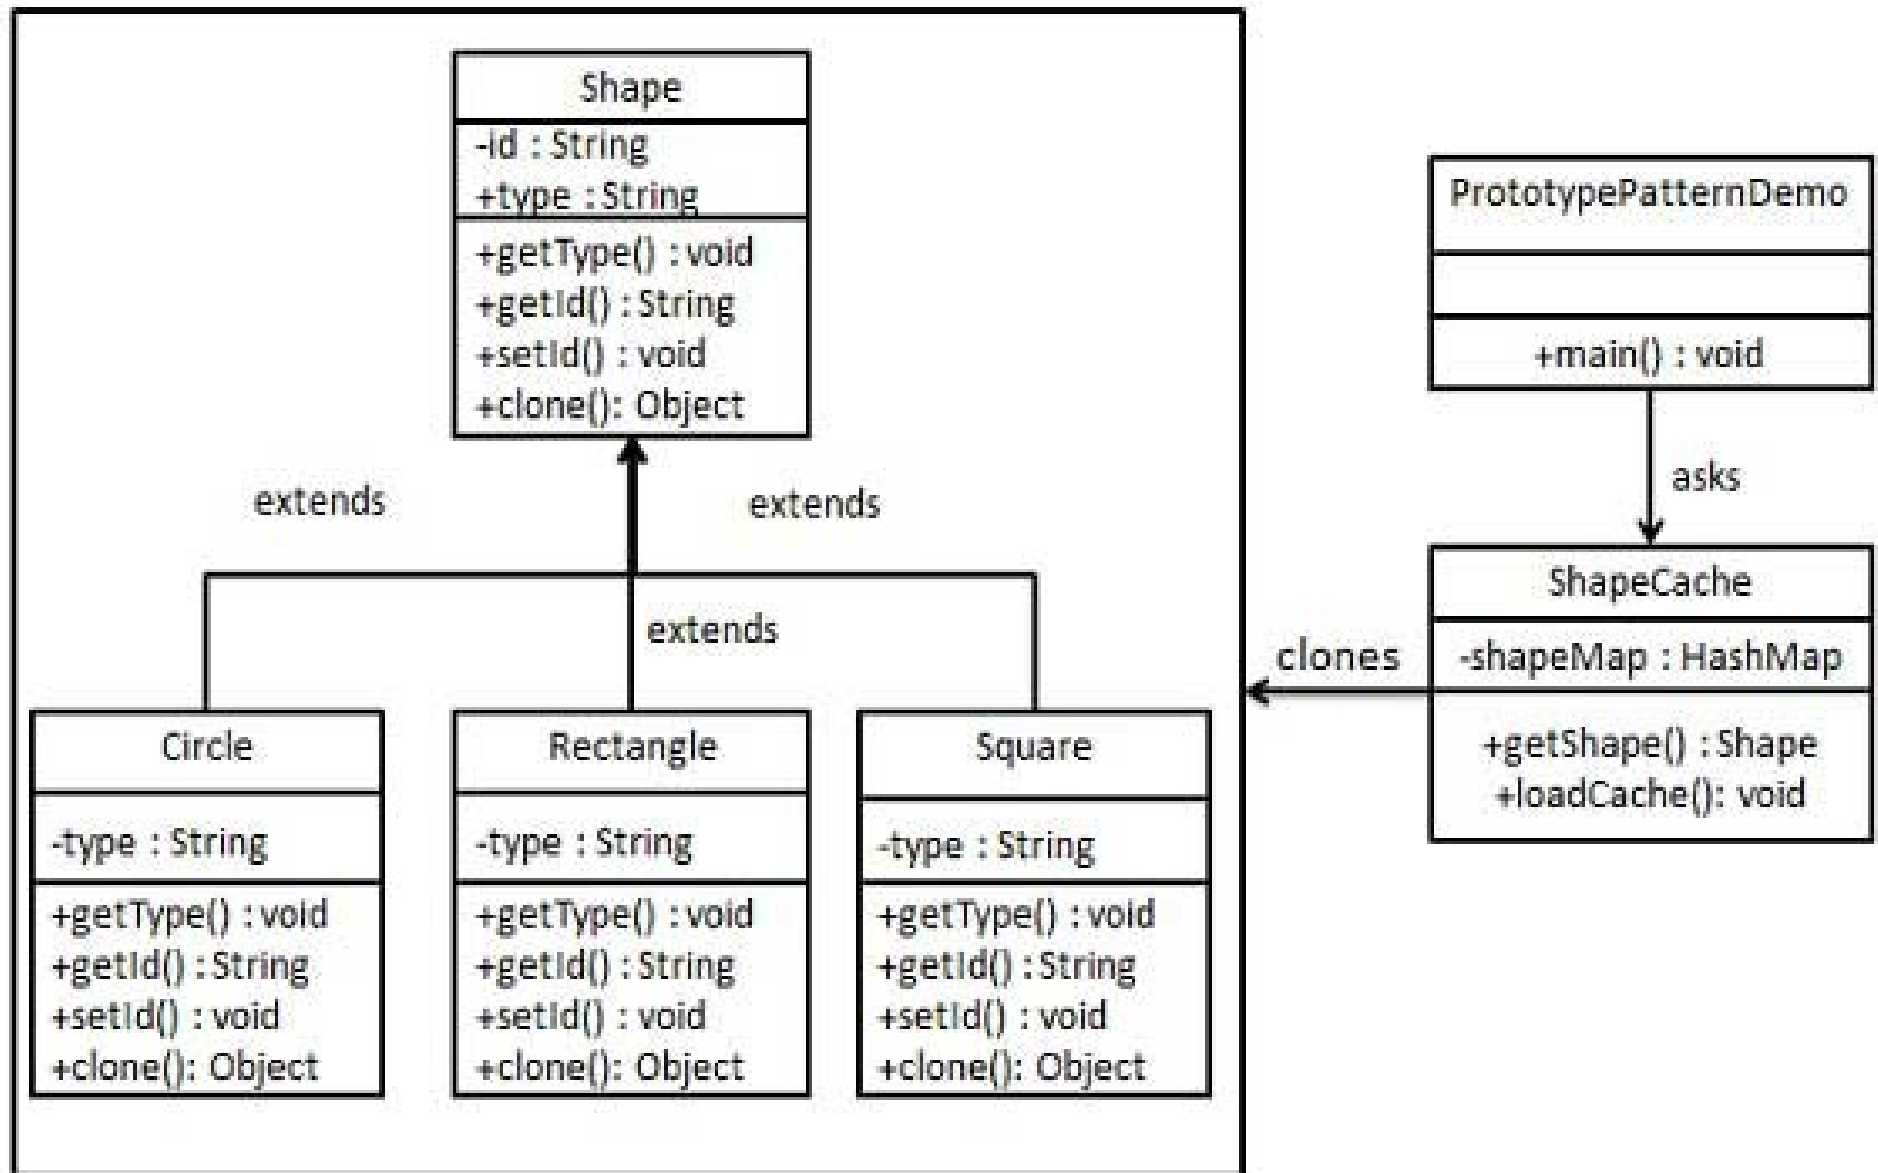 Shape
-id : String
+type : String
+getType() : void
+getId() : String
+setId() : void
+clone(): Object
extends
extends
extends
Circle
-type : String
+getType() : void
+getId() : String
+setId() : void
+clone(): Object
Rectangle
-type : String
+getType() : void
+getId() : String
+setId() : void
+clone(): Object
Square
-type : String
+getType() : void
+getId() : String
+setId() : void
+clone(): Object
PrototypePatternDemo
+main() : void
asks
ShapeCache
-shapeMap : HashMap
+getShape() : Shape
+loadCache(): void
clones